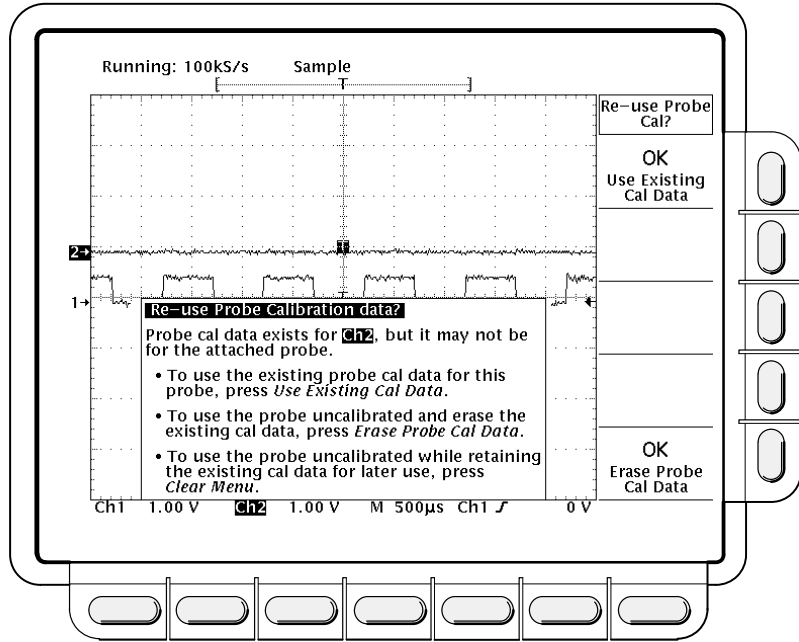 Running: 100kS/s Sample
T
Re-use Probe
Cal?
OK
Use Existing
Cal Data
T
2→
T
1→
Re-use Probe Calibration data?
Probe cal data exists for Ch2, but it may not be
for the attached probe.
• To use the existing probe cal data for this
probe, press Use Existing Cal Data.
• To use the probe uncalibrated and erase the
existing cal data, press Erase Probe Cal Data.
• To use the probe uncalibrated while retaining
the existing cal data for later use, press
Clear Menu.
OK
Erase Probe
Cal Data
Ch1 1.00 V Ch2 1.00 V M 500µs Ch1 ƒ 0 V